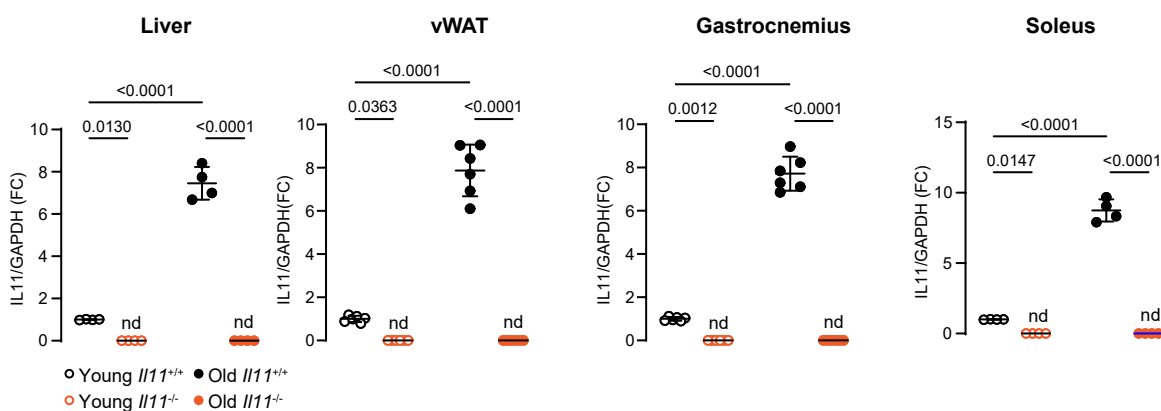 Liver
<0.0001
0.0130
<0.0001
10
8
6
4
2
0
IL11/GAPDH (FC)
nd
nd
vWAT
<0.0001
0.0363
<0.0001
10
8
6
4
2
0
IL11/GAPDH(FC)
nd
nd
Gastrocnemius
<0.0001
0.0012
<0.0001
10
8
6
4
2
0
IL11/GAPDH(FC)
nd
nd
Soleus
<0.0001
0.0147
<0.0001
15
10
5
0
IL11/GAPDH (FC)
nd
nd
Young Il11+/+ Old Il11+/+
Young Il11-/- Old Il11-/-